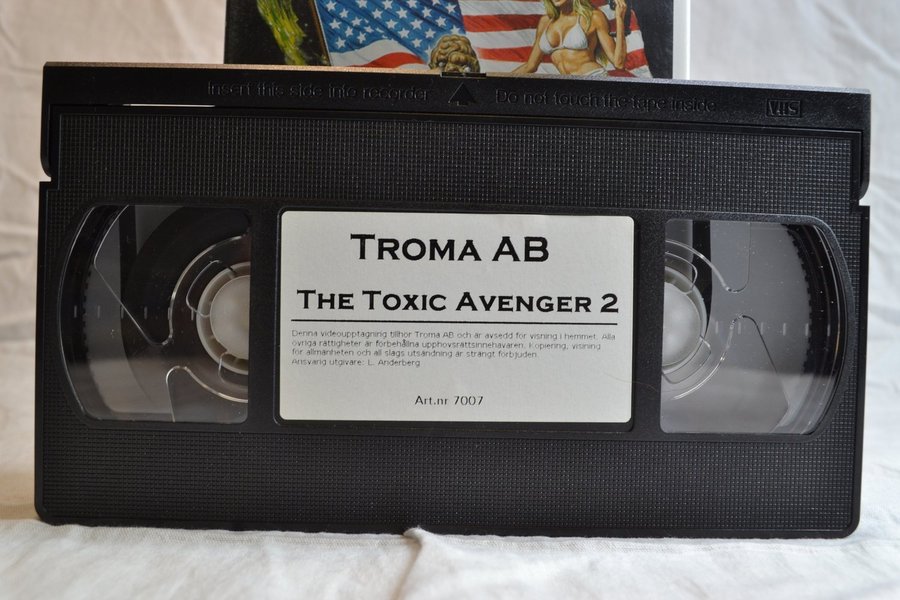 Insert this side into recorder Do not touch the tape inside VHS
TROMA AB
THE TOXIC AVENGER 2
Denna videoupptagning tillhör Troma AB och är avsedd för visning i hemmet. Alla
övriga rättigheter är förbehållna upphovsrättsinnehavaren. Kopiering, visning
för allmänheten och all slags utsändning är strängt förbjuden.
Ansvarig utgivare: L. Anderberg
Art.nr 7007